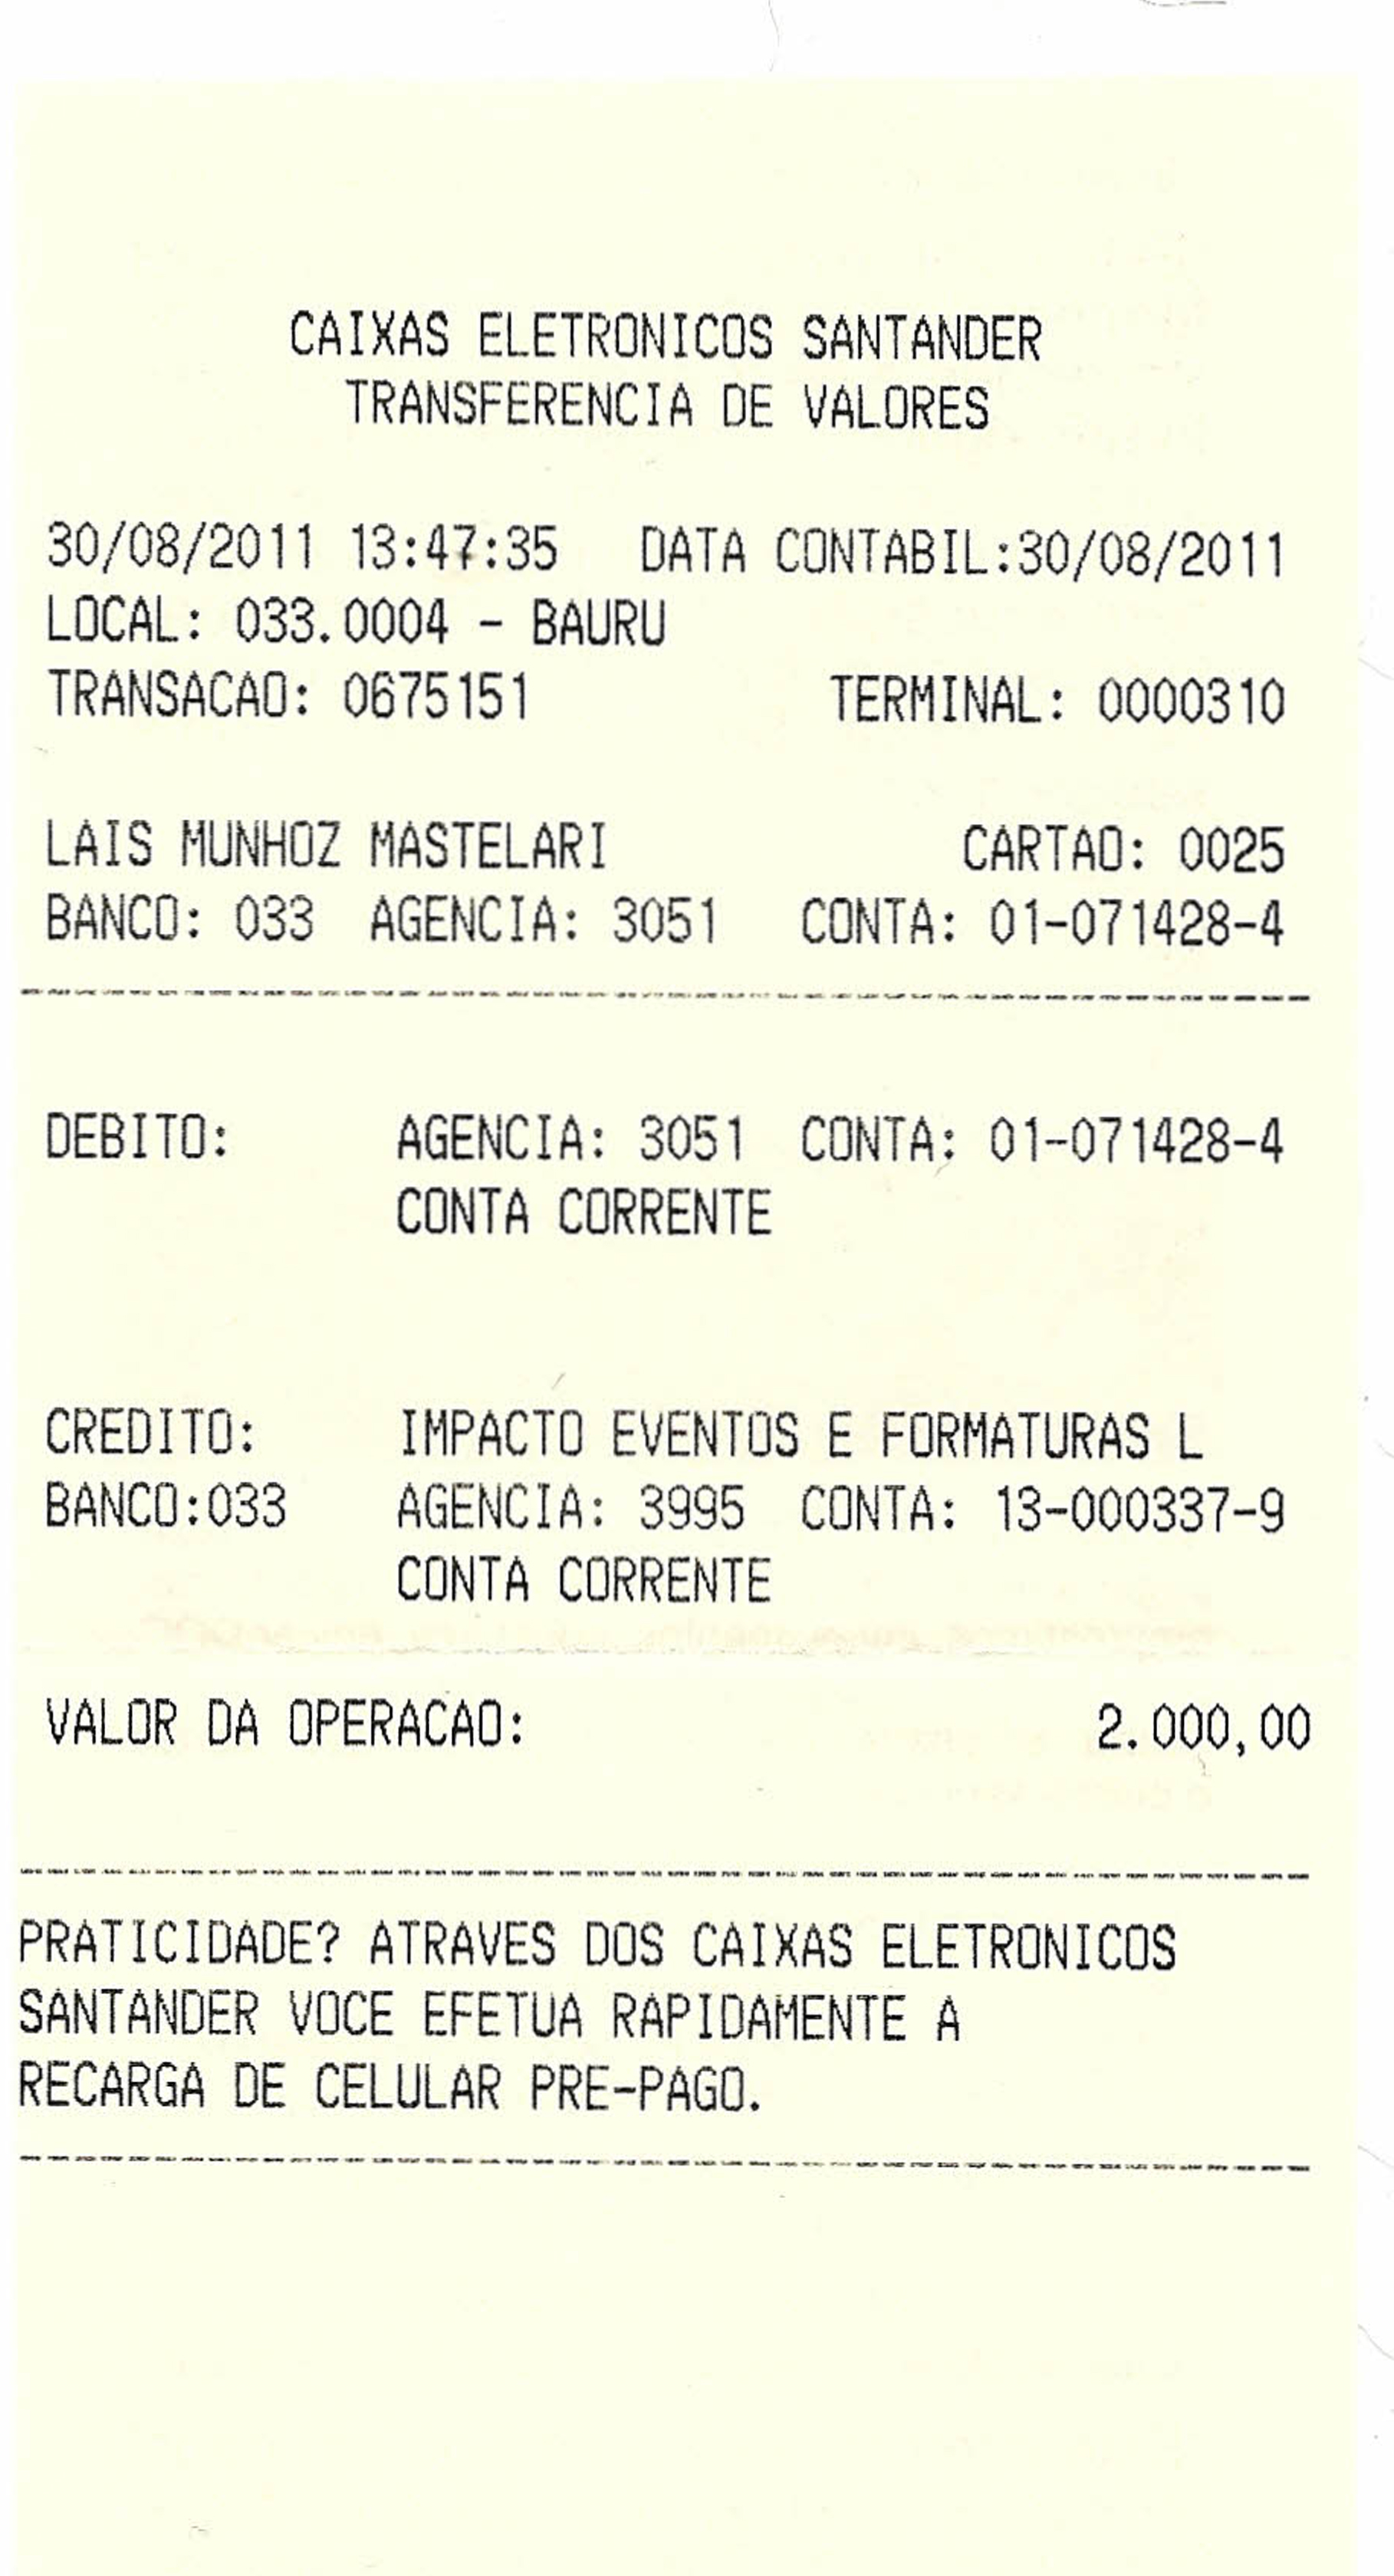 CAIXAS ELETRONICOS SANTANDER
TRANSFERENCIA DE VALORES
30/08/2011 13:47:35 DATA CONTABIL:30/08/2011
LOCAL: 033.0004 - BAURU
TRANSACAO: 0675151 TERMINAL: 0000310
LAIS MUNHOZ MASTELARI CARTAO: 0025
BANCO: 033 AGENCIA: 3051 CONTA: 01-071428-4
DEBITO: AGENCIA: 3051 CONTA: 01-071428-4
CONTA CORRENTE
CREDITO: IMPACTO EVENTOS E FORMATURAS L
BANCO:033 AGENCIA: 3995 CONTA: 13-000337-9
CONTA CORRENTE
VALOR DA OPERACAO: 2.000,00
PRATICIDADE? ATRAVES DOS CAIXAS ELETRONICOS
SANTANDER VOCE EFETUA RAPIDAMENTE A
RECARGA DE CELULAR PRE-PAGO.